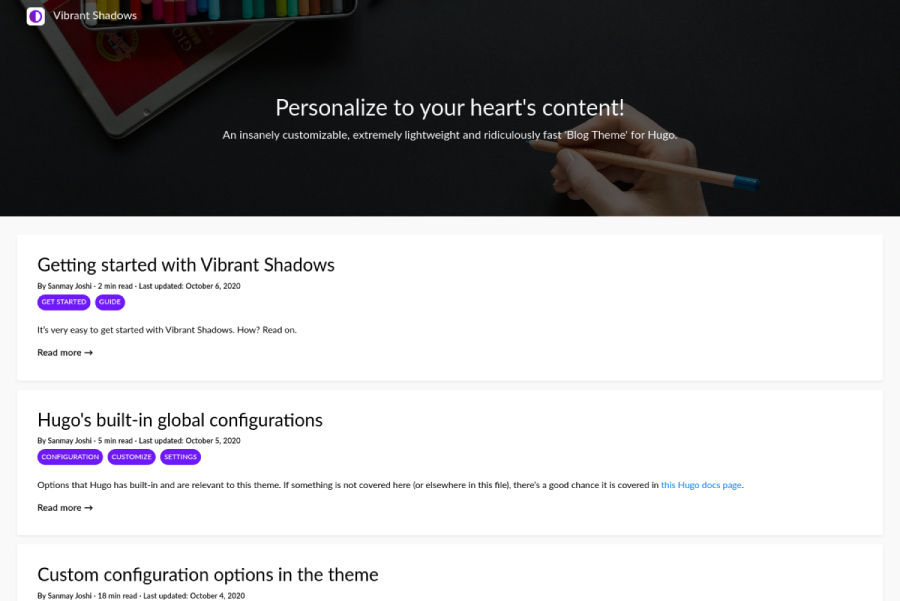 Vibrant Shadows
Personalize to your heart's content!
An insanely customizable, extremely lightweight and ridiculously fast 'Blog Theme' for Hugo.
Getting started with Vibrant Shadows
By Sanmay Joshi · 2 min read · Last updated: October 6, 2020
GET STARTED GUIDE
It's very easy to get started with Vibrant Shadows. How? Read on.
Read more →
Hugo's built-in global configurations
By Sanmay Joshi · 5 min read · Last updated: October 5, 2020
CONFIGURATION CUSTOMIZE SETTINGS
Options that Hugo has built-in and are relevant to this theme. If something is not covered here (or elsewhere in this file), there's a good chance it is covered in this Hugo docs page.
Read more →
Custom configuration options in the theme
By Sanmay Joshi · 18 min read · Last updated: October 4, 2020